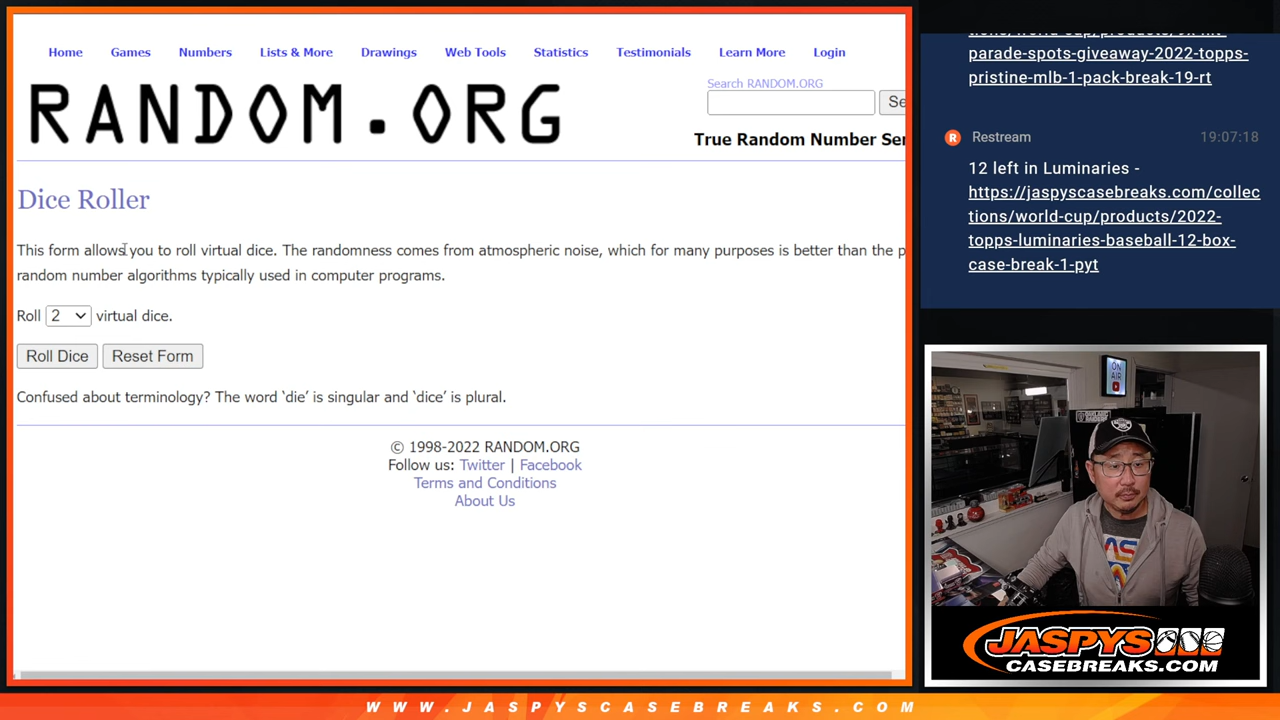 Home Games Numbers Lists & More Drawings Web Tools Statistics Testimonials Learn More Login
RANDOM.ORG
Search RANDOM.ORG
Se
True Random Number Ser
Dice Roller
This form allows you to roll virtual dice. The randomness comes from atmospheric noise, which for many purposes is better than the p
random number algorithms typically used in computer programs.
Roll 2 virtual dice.
Roll Dice Reset Form
Confused about terminology? The word ‘die’ is singular and ‘dice’ is plural.
© 1998-2022 RANDOM.ORG
Follow us: Twitter | Facebook
Terms and Conditions
About Us
parade-spots-giveaway-2022-topps-
pristine-mlb-1-pack-break-19-rt
R Restream 19:07:18
12 left in Luminaries -
https://jaspyscasebreaks.com/collec
tions/world-cup/products/2022-
topps-luminaries-baseball-12-box-
case-break-1-pyt
ON
AIR
JASPYS
CASEBREAKS.COM
WWW.JASPYSCASEBREAKS.COM